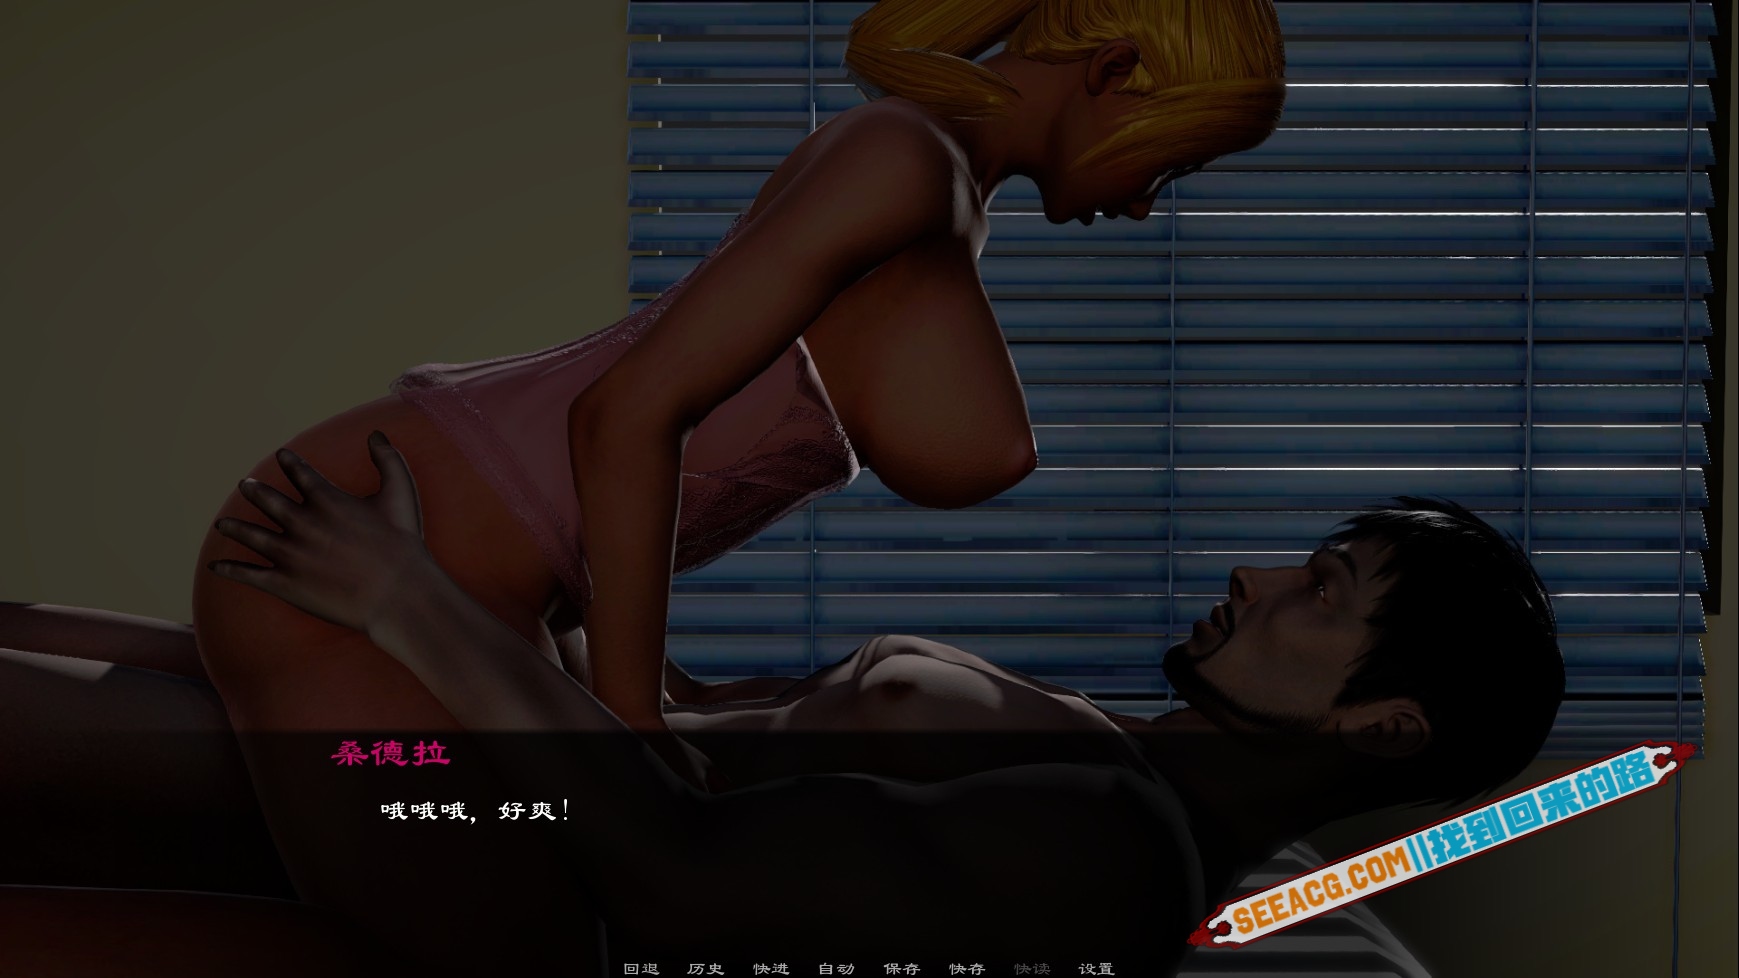 桑德拉
哦哦哦，好爽！
SEEACG.COM||找到回来的路
回退 历史 快进 自动 保存 快存 快读 设置